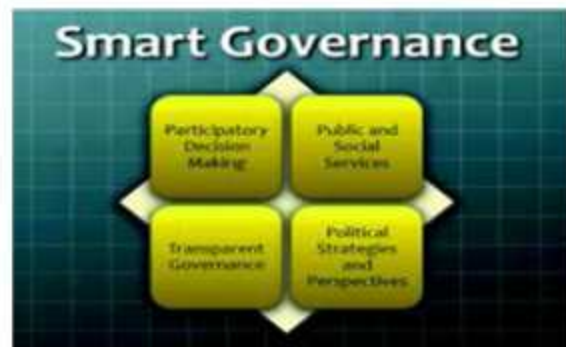 Smart Governance
Participatory
Decision
Making
Public and
Social
Services
Transparent
Governance
Political
Strategies
and
Perspectives